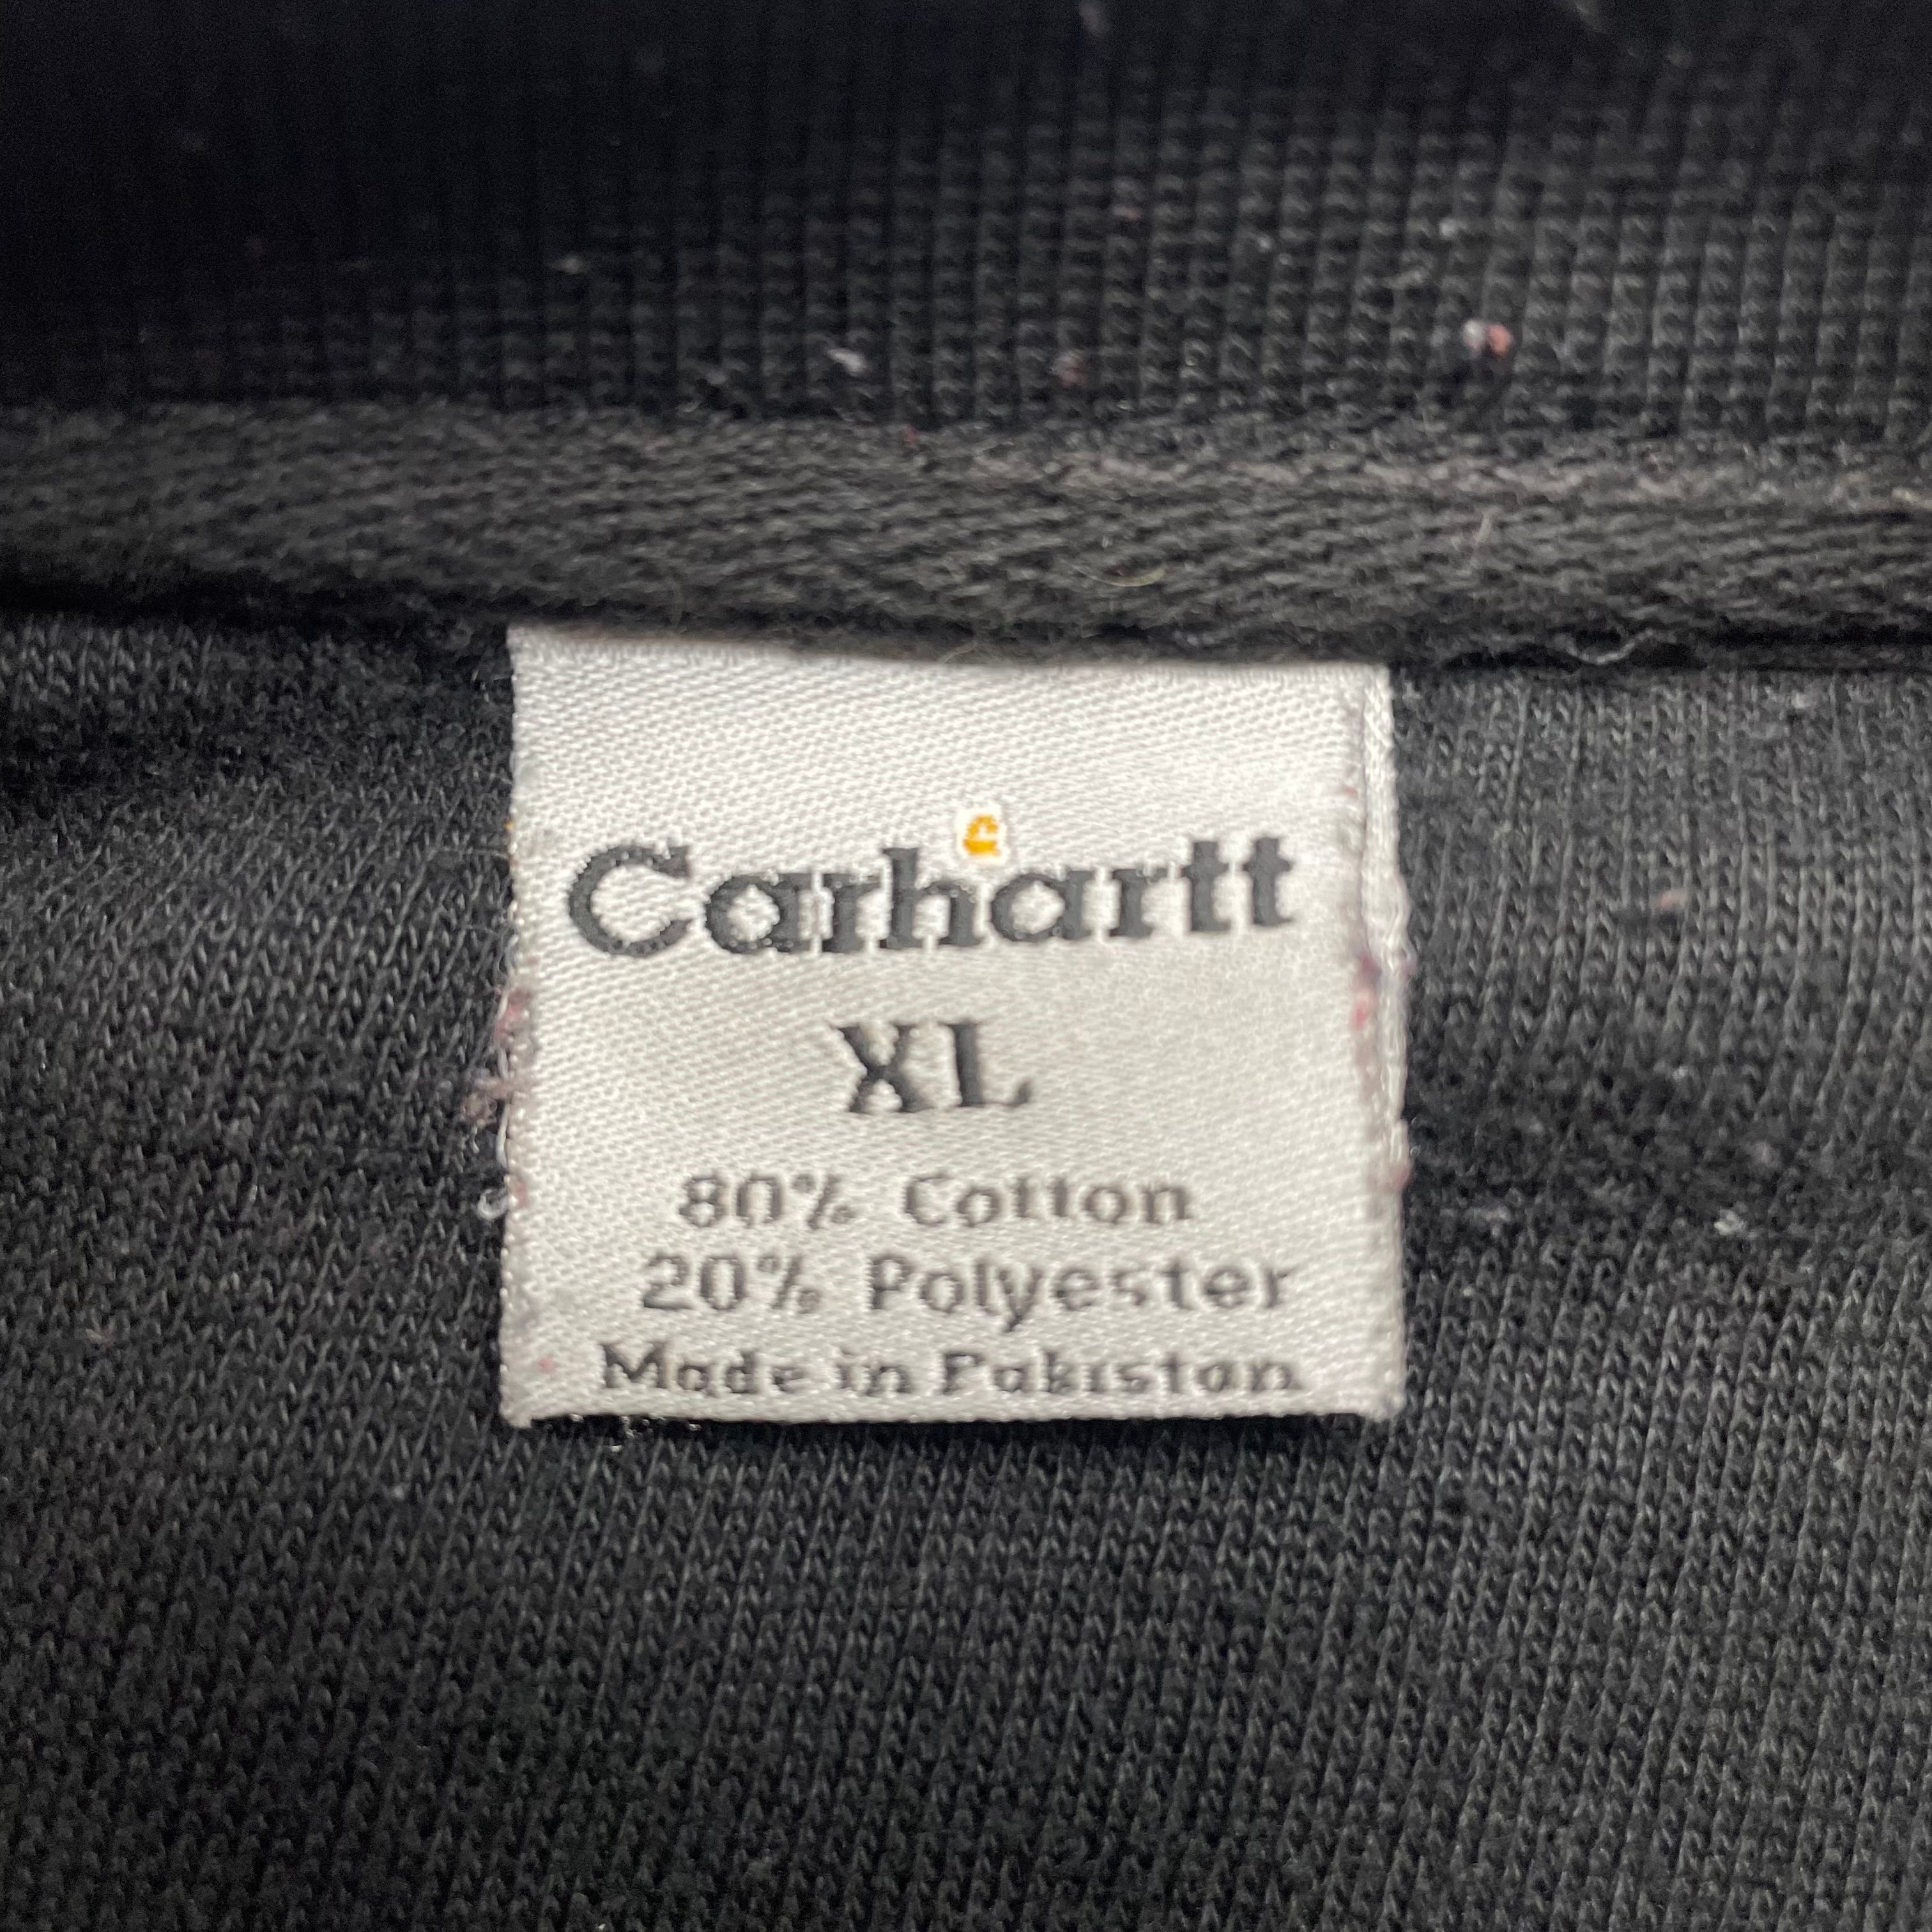 Carhartt
XL
80% Cotton
20% Polyester
Made in Pakistan